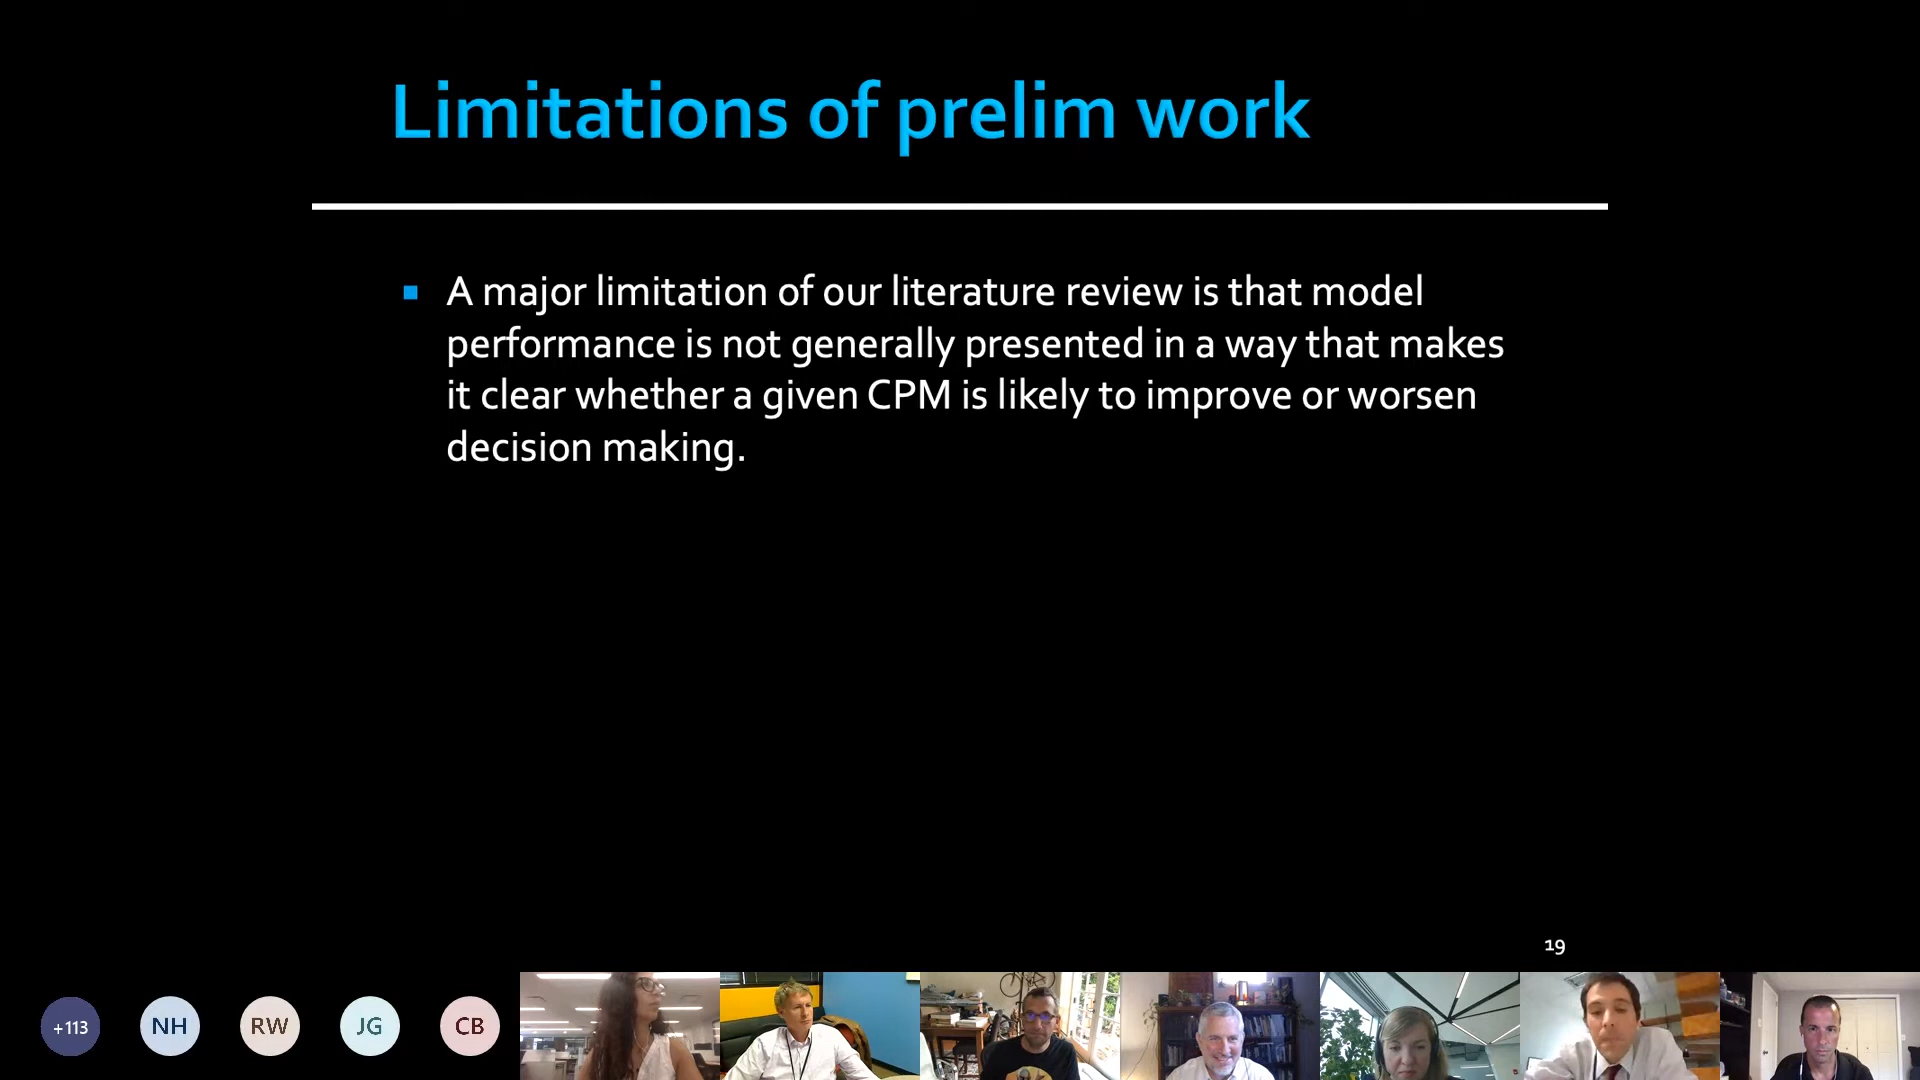 Limitations of prelim work
A major limitation of our literature review is that model
performance is not generally presented in a way that makes
it clear whether a given CPM is likely to improve or worsen
decision making.
19
+113
NH
RW
JG
CB